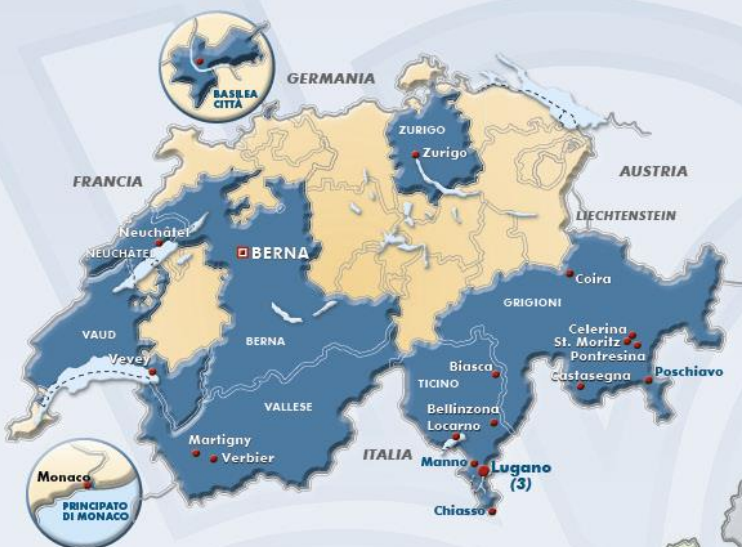 BASILEA
CITTÀ
GERMANIA
ZURIGO
Zurigo
FRANCIA
AUSTRIA
LIECHTENSTEIN
Neuchâtel
NEUCHÂTEL
BERNA
Coira
GRIGIONI
VAUD
BERNA
Celerina
St. Moritz
Pontresina
Vevey
Biasca
TICINO
Castasegna
Poschiavo
VALLESE
Bellinzona
Locarno
Martigny
Verbier
ITALIA
Manno
Lugano
(3)
Monaco
PRINCIPATO
DI MONACO
Chiasso